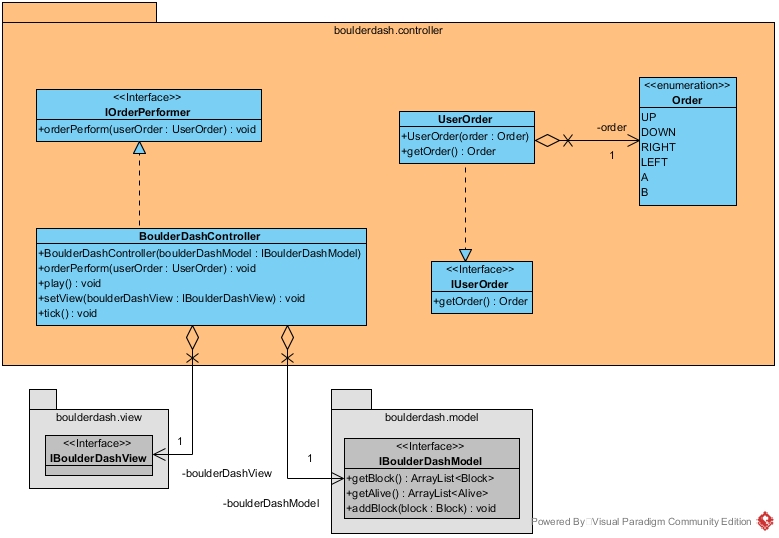 boulderdash.controller
<<Interface>>
IOrderPerformer
+orderPerform(userOrder : UserOrder) : void
UserOrder
+UserOrder(order : Order)
+getOrder() : Order
-order
1
<<enumeration>>
Order
UP
DOWN
RIGHT
LEFT
A
B
BoulderDashController
+BoulderDashController(boulderDashModel : IBoulderDashModel)
+orderPerform(userOrder : UserOrder) : void
+play() : void
+setView(boulderDashView : IBoulderDashView) : void
+tick() : void
<<Interface>>
IUserOrder
+getOrder() : Order
boulderdash.view
<<Interface>>
IBoulderDashView
1
-boulderDashView
1
-boulderDashModel
boulderdash.model
<<Interface>>
IBoulderDashModel
+getBlock() : ArrayList<Block>
+getAlive() : ArrayList<Alive>
+addBlock(block : Block) : void
Powered By Visual Paradigm Community Edition